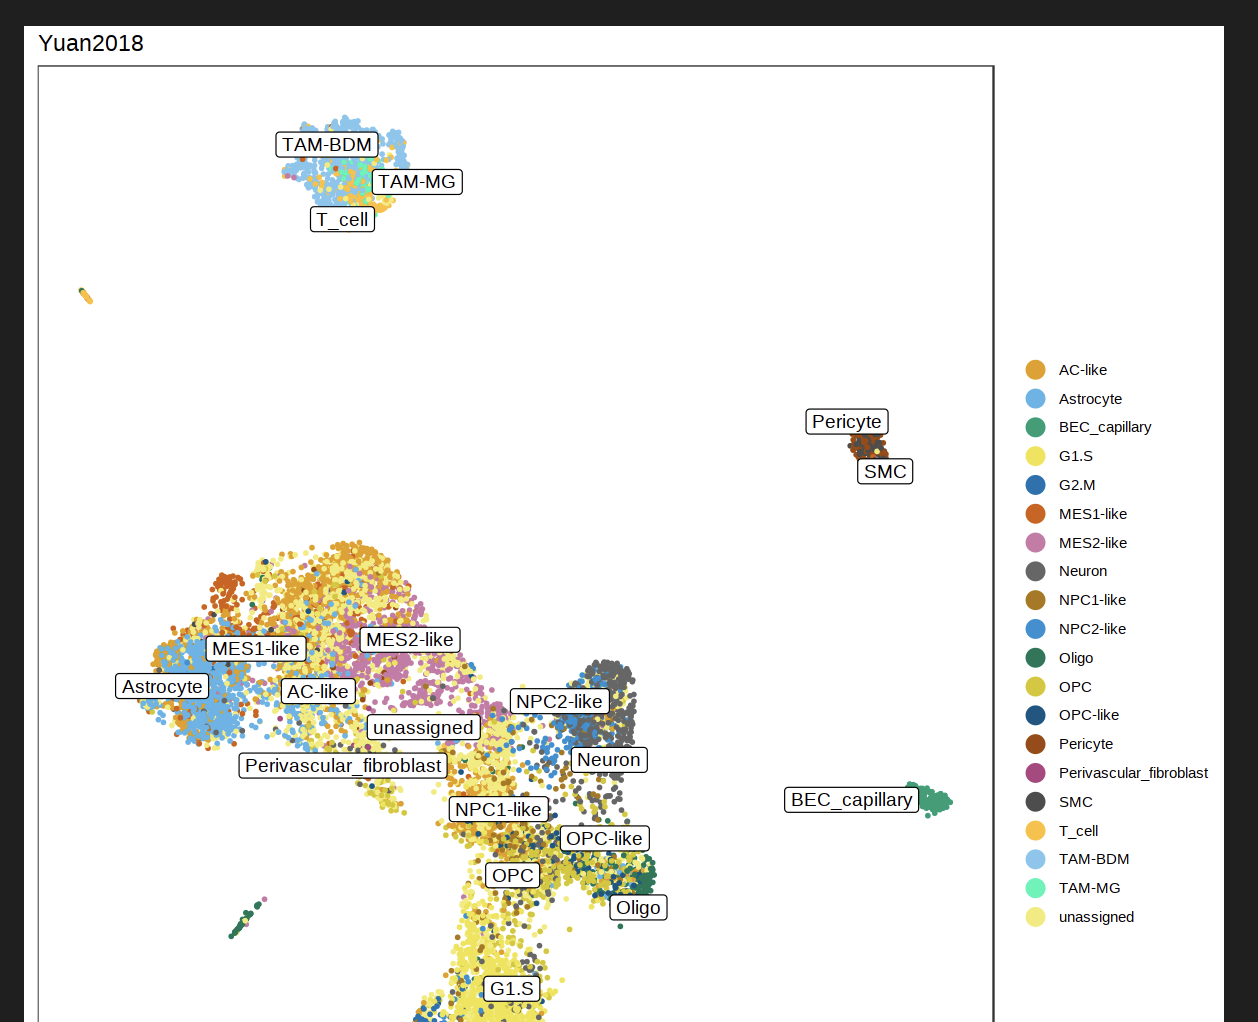 Yuan2018
TAM-BDM
TAM-MG
T_cell
Pericyte
SMC
MES2-like
MES1-like
Astrocyte
AC-like
NPC2-like
unassigned
Neuron
Perivascular_fibroblast
BEC_capillary
NPC1-like
OPC-like
OPC
Oligo
G1.S
AC-like
Astrocyte
BEC_capillary
G1.S
G2.M
MES1-like
MES2-like
Neuron
NPC1-like
NPC2-like
Oligo
OPC
OPC-like
Pericyte
Perivascular_fibroblast
SMC
T_cell
TAM-BDM
TAM-MG
unassigned